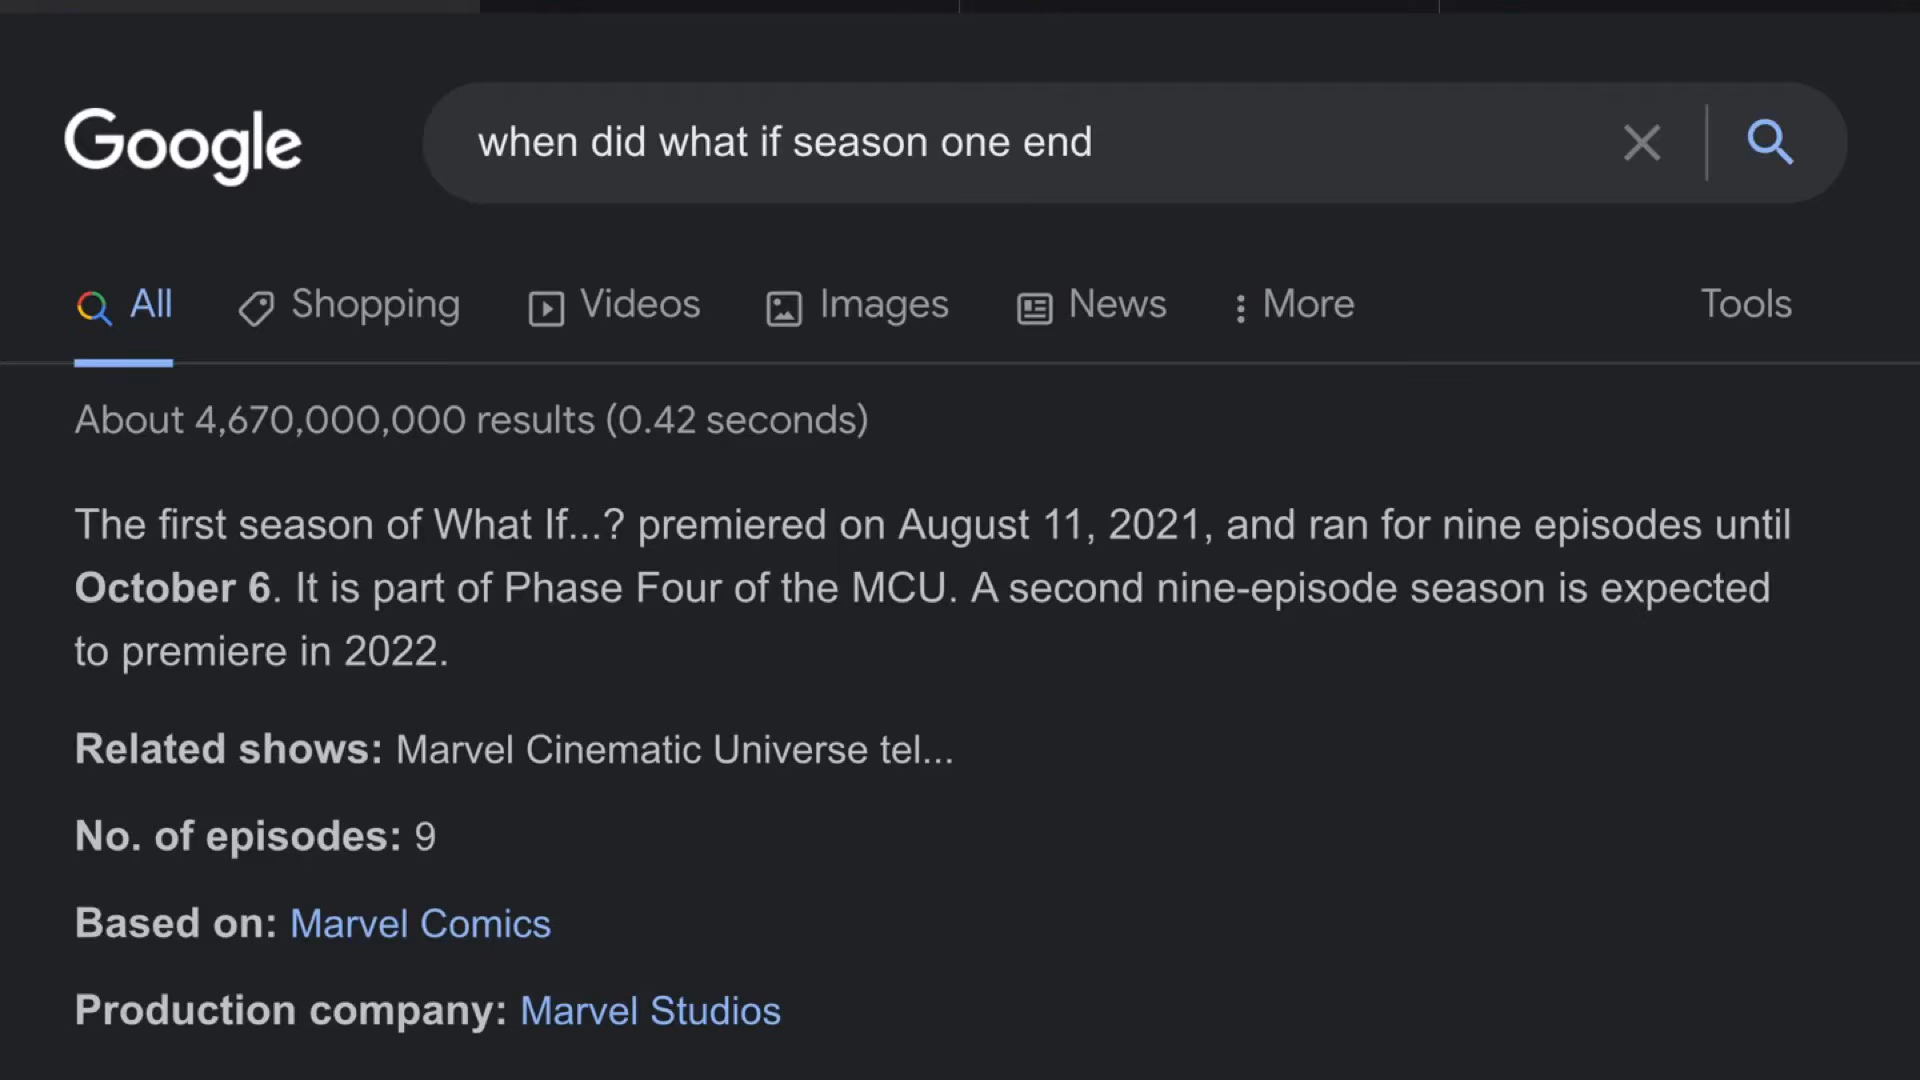 Google
when did what if season one end
All Shopping Videos Images News More Tools
About 4,670,000,000 results (0.42 seconds)
The first season of What If...? premiered on August 11, 2021, and ran for nine episodes until
October 6. It is part of Phase Four of the MCU. A second nine-episode season is expected
to premiere in 2022.
Related shows: Marvel Cinematic Universe tel...
No. of episodes: 9
Based on: Marvel Comics
Production company: Marvel Studios